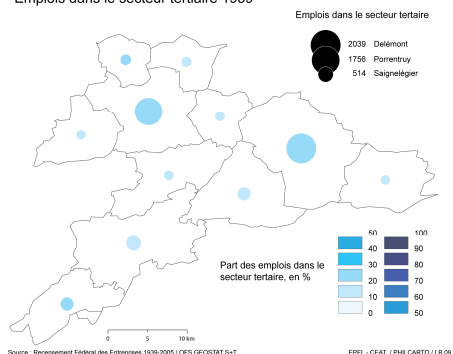 Emplois dans le secteur tertiaire 1939
Emplois dans le secteur tertaire
2039 Delémont
1756 Porrentruy
514 Saignelégier
Part des emplois dans le
secteur tertiaire, en %
50 100
40 90
30 80
20 70
10 60
0 50
0 5 10 km
Source : Recensement Fédéral des Entreprises 1939-2005 / OFS GEOSTAT S+T
EPFL - CEAT / PHILCARTO / LB 09